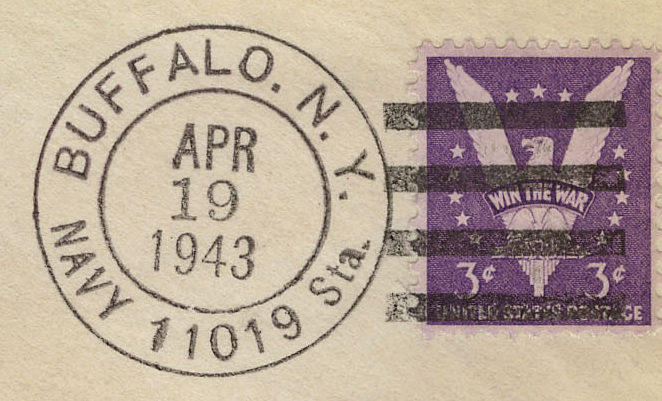 BUFFALO. N. Y.
APR
19
1943
NAVY 11019 Sta.
WIN THE WAR
3¢ 3¢
UNITED STATES POSTAGE